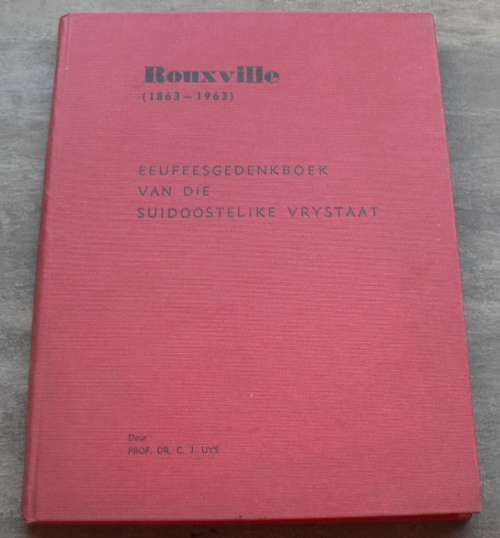 Rouxville
(1863-1963)
EEUFEESGEDENKBOEK
VAN DIE
SUIDOOSTELIKE VRYSTAAT
Deur
PROF. DR. C. J. UYS